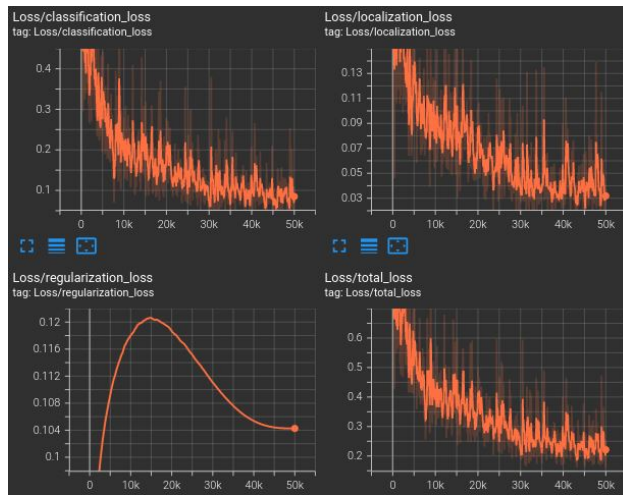 Loss/classification_loss
tag: Loss/classification_loss
0.4
0.3
0.2
0.1
0 10k 20k 30k 40k 50k
Loss/localization_loss
tag: Loss/localization_loss
0.13
0.11
0.09
0.07
0.05
0.03
0 10k 20k 30k 40k 50k
Loss/regularization_loss
tag: Loss/regularization_loss
0.12
0.116
0.112
0.108
0.104
0.1
0 10k 20k 30k 40k 50k
Loss/total_loss
tag: Loss/total_loss
0.6
0.5
0.4
0.3
0.2
0 10k 20k 30k 40k 50k